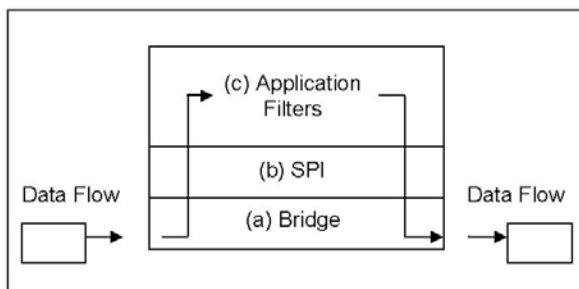 (c) Application
Filters
(b) SPI
Data Flow
(a) Bridge
Data Flow